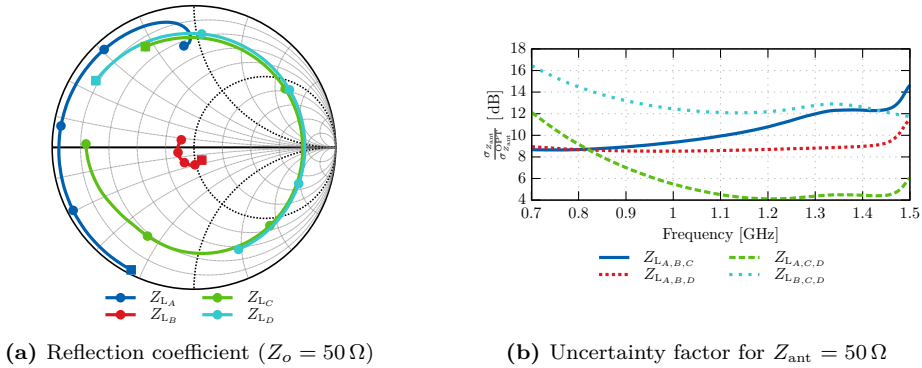 18
16
14
12
10
8
6
4
σ_{Z_ant} / σ^{OPT}_{Z_ant} [dB]
0.7 0.8 0.9 1 1.1 1.2 1.3 1.4 1.5
Frequency [GHz]
Z_{L_A} Z_{L_C}
Z_{L_B} Z_{L_D}
Z_{L_{A,B,C}} Z_{L_{A,C,D}}
Z_{L_{A,B,D}} Z_{L_{B,C,D}}
(a) Reflection coefficient (Z_o = 50 Ω)
(b) Uncertainty factor for Z_ant = 50 Ω